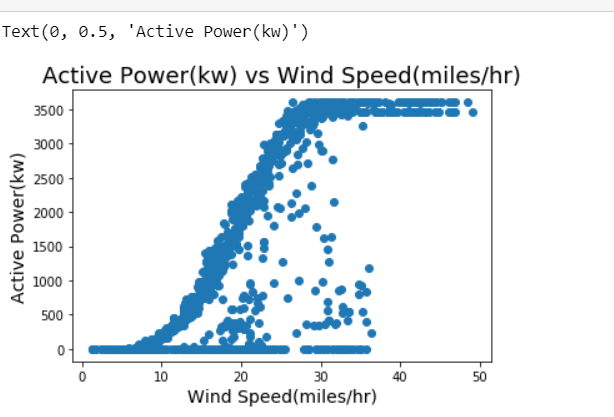 Text(0, 0.5, 'Active Power(kw)')
Active Power(kw) vs Wind Speed(miles/hr)
3500
3000
2500
2000
1500
1000
500
0
Active Power(kw)
0 10 20 30 40 50
Wind Speed(miles/hr)